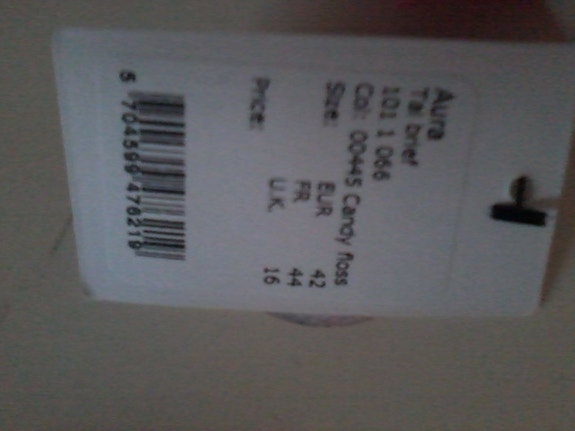 Aura
Tai brief
101 1 066
Col: 00445 Candy floss
Size: EUR 42
FR 44
U.K. 16
Price:
5 704599 476219